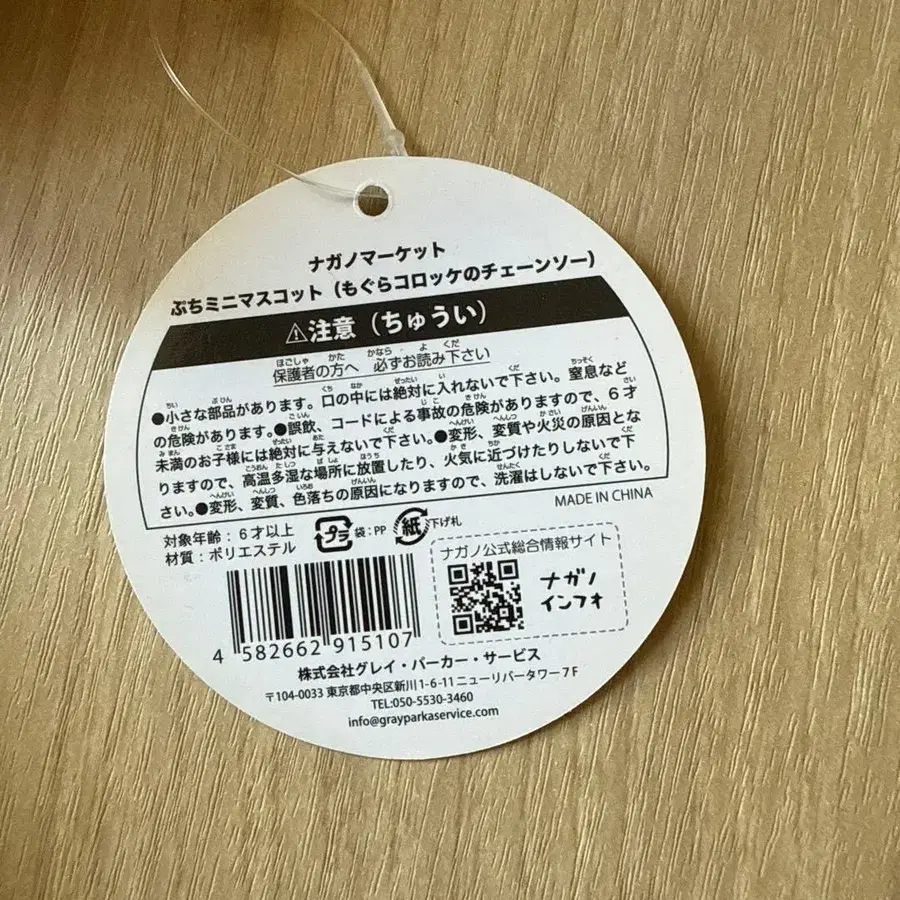 ナガノマーケット
ぷちミニマスコット（もぐらコロッケのチェーンソー）
⚠注意（ちゅうい）
保護者の方へ 必ずお読み下さい
●小さな部品があります。口の中には絶対に入れないで下さい。窒息など
の危険があります。●誤飲、コードによる事故の危険がありますので、6才
未満のお子様には絶対に与えないで下さい。●変形、変質や火災の原因とな
りますので、高温多湿な場所に放置したり、火気に近づけたりしないで下
さい。●変形、変質、色落ちの原因になりますので、洗濯はしないで下さい。
MADE IN CHINA
対象年齢：6才以上
材質：ポリエステル
プラ 袋：PP 紙 下げ札
ナガノ公式総合情報サイト
ナガノ
インフォ
4 582662 915107
株式会社グレイ・パーカー・サービス
〒104-0033 東京都中央区新川1-6-11 ニューリバータワー7F
TEL:050-5530-3460
info@grayparkaservice.com